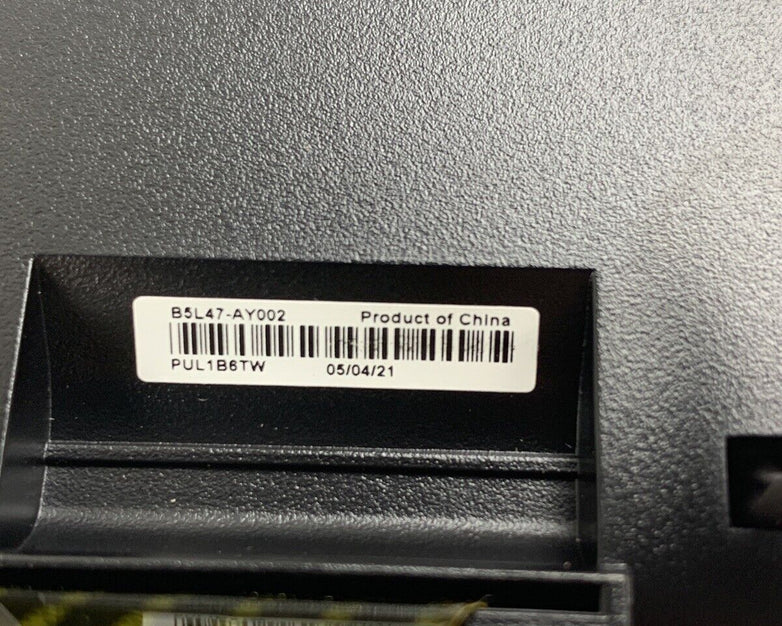 B5L47-AY002 Product of China
PUL1B6TW 05/04/21